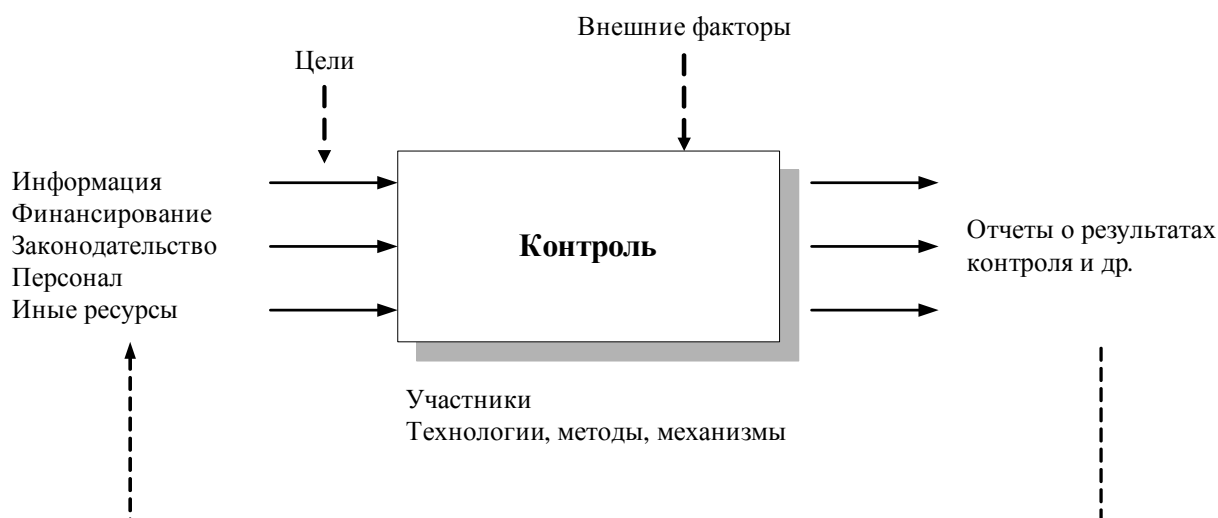 Внешние факторы
Цели
Информация
Финансирование
Законодательство
Персонал
Иные ресурсы
Контроль
Отчеты о результатах
контроля и др.
Участники
Технологии, методы, механизмы